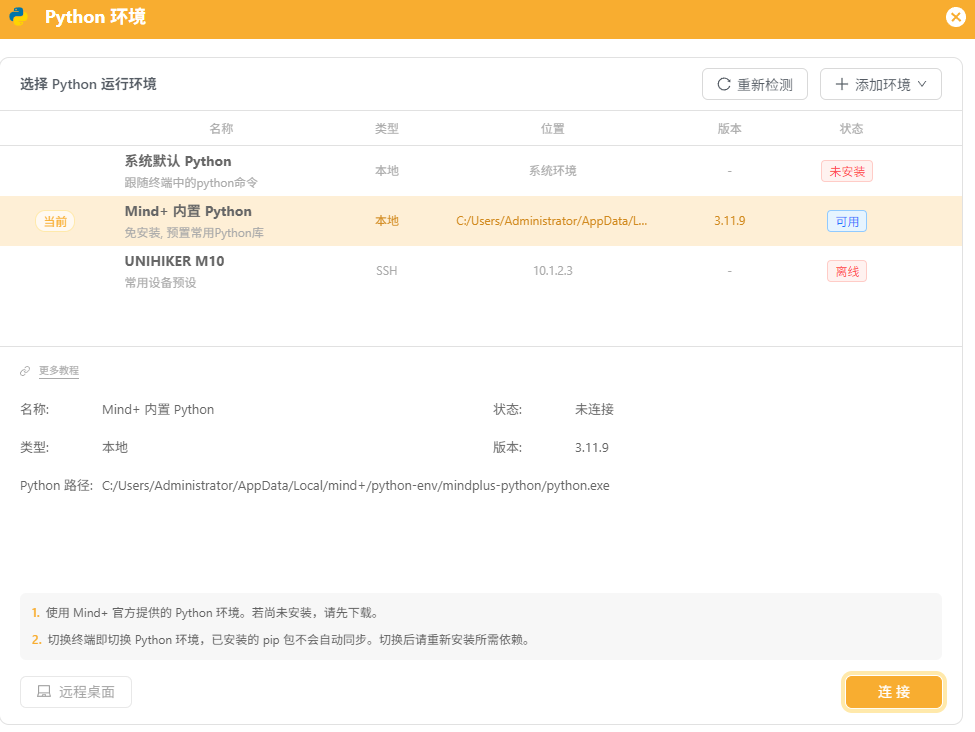 Python 环境
选择 Python 运行环境
重新检测
添加环境
名称 类型 位置 版本 状态
系统默认 Python
跟随终端中的python命令
本地 系统环境 - 未安装
当前
Mind+ 内置 Python
免安装, 预置常用Python库
本地 C:/Users/Administrator/AppData/L... 3.11.9 可用
UNIHIKER M10
常用设备预设
SSH 10.1.2.3 - 离线
更多教程
名称: Mind+ 内置 Python 状态: 未连接
类型: 本地 版本: 3.11.9
Python 路径: C:/Users/Administrator/AppData/Local/mind+/python-env/mindplus-python/python.exe
1. 使用 Mind+ 官方提供的 Python 环境。若尚未安装，请先下载。
2. 切换终端即切换 Python 环境，已安装的 pip 包不会自动同步。切换后请重新安装所需依赖。
远程桌面
连 接